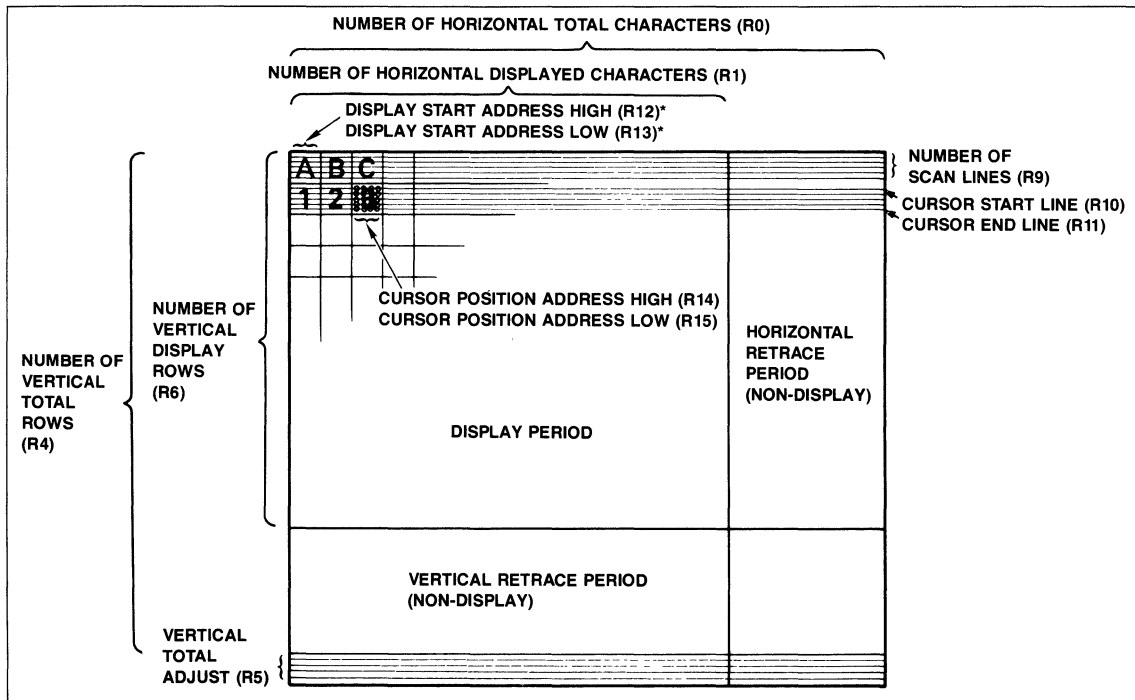 NUMBER OF HORIZONTAL TOTAL CHARACTERS (R0)
NUMBER OF HORIZONTAL DISPLAYED CHARACTERS (R1)
DISPLAY START ADDRESS HIGH (R12)*
DISPLAY START ADDRESS LOW (R13)*
A B C
1 2
NUMBER OF
SCAN LINES (R9)
CURSOR START LINE (R10)
CURSOR END LINE (R11)
CURSOR POSITION ADDRESS HIGH (R14)
CURSOR POSITION ADDRESS LOW (R15)
NUMBER OF
VERTICAL
DISPLAY
ROWS
(R6)
NUMBER OF
VERTICAL
TOTAL
ROWS
(R4)
HORIZONTAL
RETRACE
PERIOD
(NON-DISPLAY)
DISPLAY PERIOD
VERTICAL RETRACE PERIOD
(NON-DISPLAY)
VERTICAL
TOTAL
ADJUST (R5)